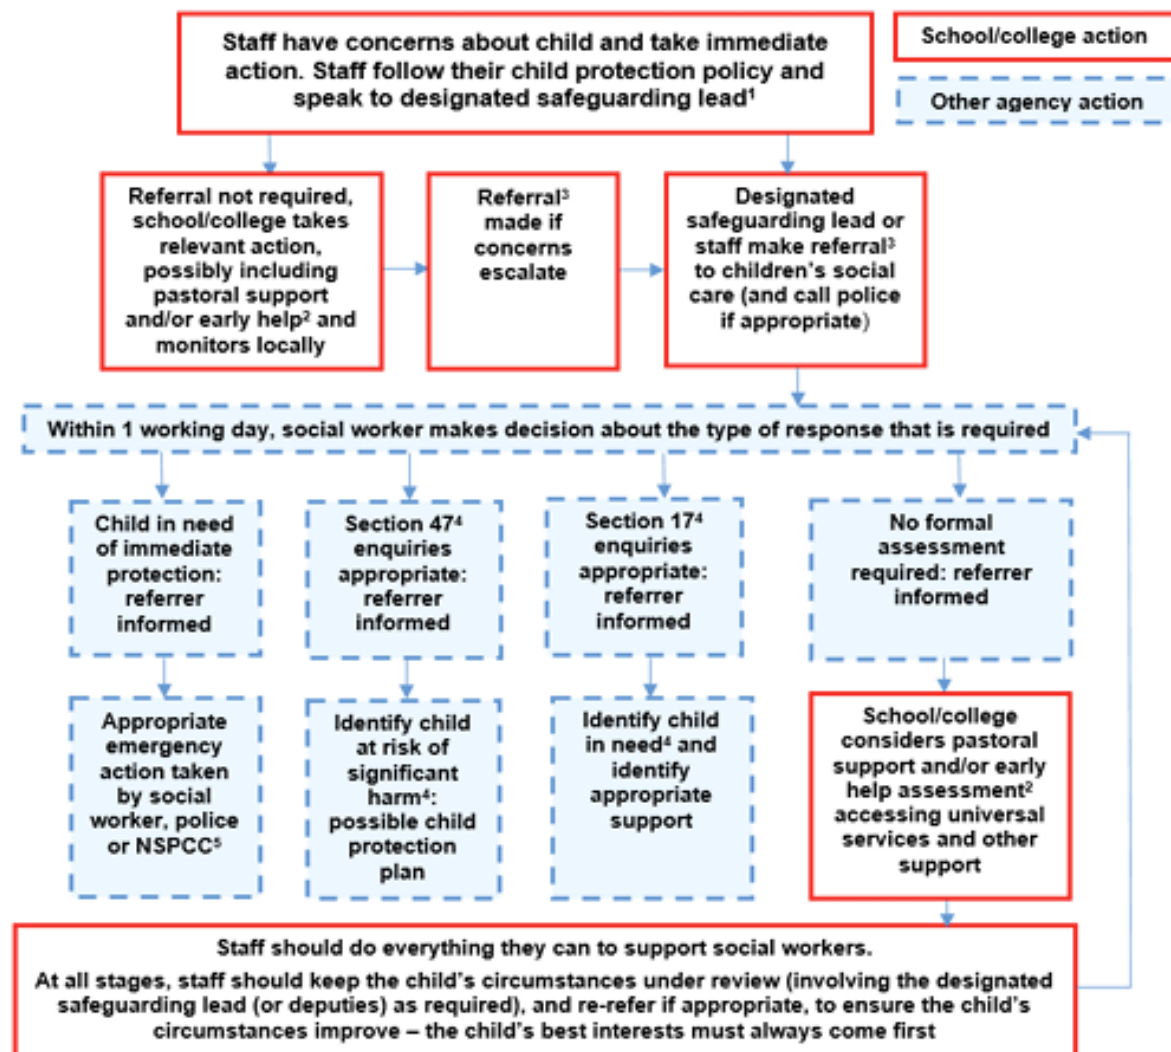 Staff have concerns about child and take immediate
action. Staff follow their child protection policy and
speak to designated safeguarding lead¹
School/college action
Other agency action
Referral not required,
school/college takes
relevant action,
possibly including
pastoral support
and/or early help² and
monitors locally
Referral³
made if
concerns
escalate
Designated
safeguarding lead or
staff make referral³
to children's social
care (and call police
if appropriate)
Within 1 working day, social worker makes decision about the type of response that is required
Child in need
of immediate
protection:
referrer
informed
Section 47⁴
enquiries
appropriate:
referrer
informed
Section 17⁴
enquiries
appropriate:
referrer
informed
No formal
assessment
required: referrer
informed
Appropriate
emergency
action taken
by social
worker, police
or NSPCC⁵
Identify child
at risk of
significant
harm⁴:
possible child
protection
plan
Identify child
in need⁴ and
identify
appropriate
support
School/college
considers pastoral
support and/or early
help assessment²
accessing universal
services and other
support
Staff should do everything they can to support social workers.
At all stages, staff should keep the child's circumstances under review (involving the designated
safeguarding lead (or deputies) as required), and re-refer if appropriate, to ensure the child's
circumstances improve – the child's best interests must always come first